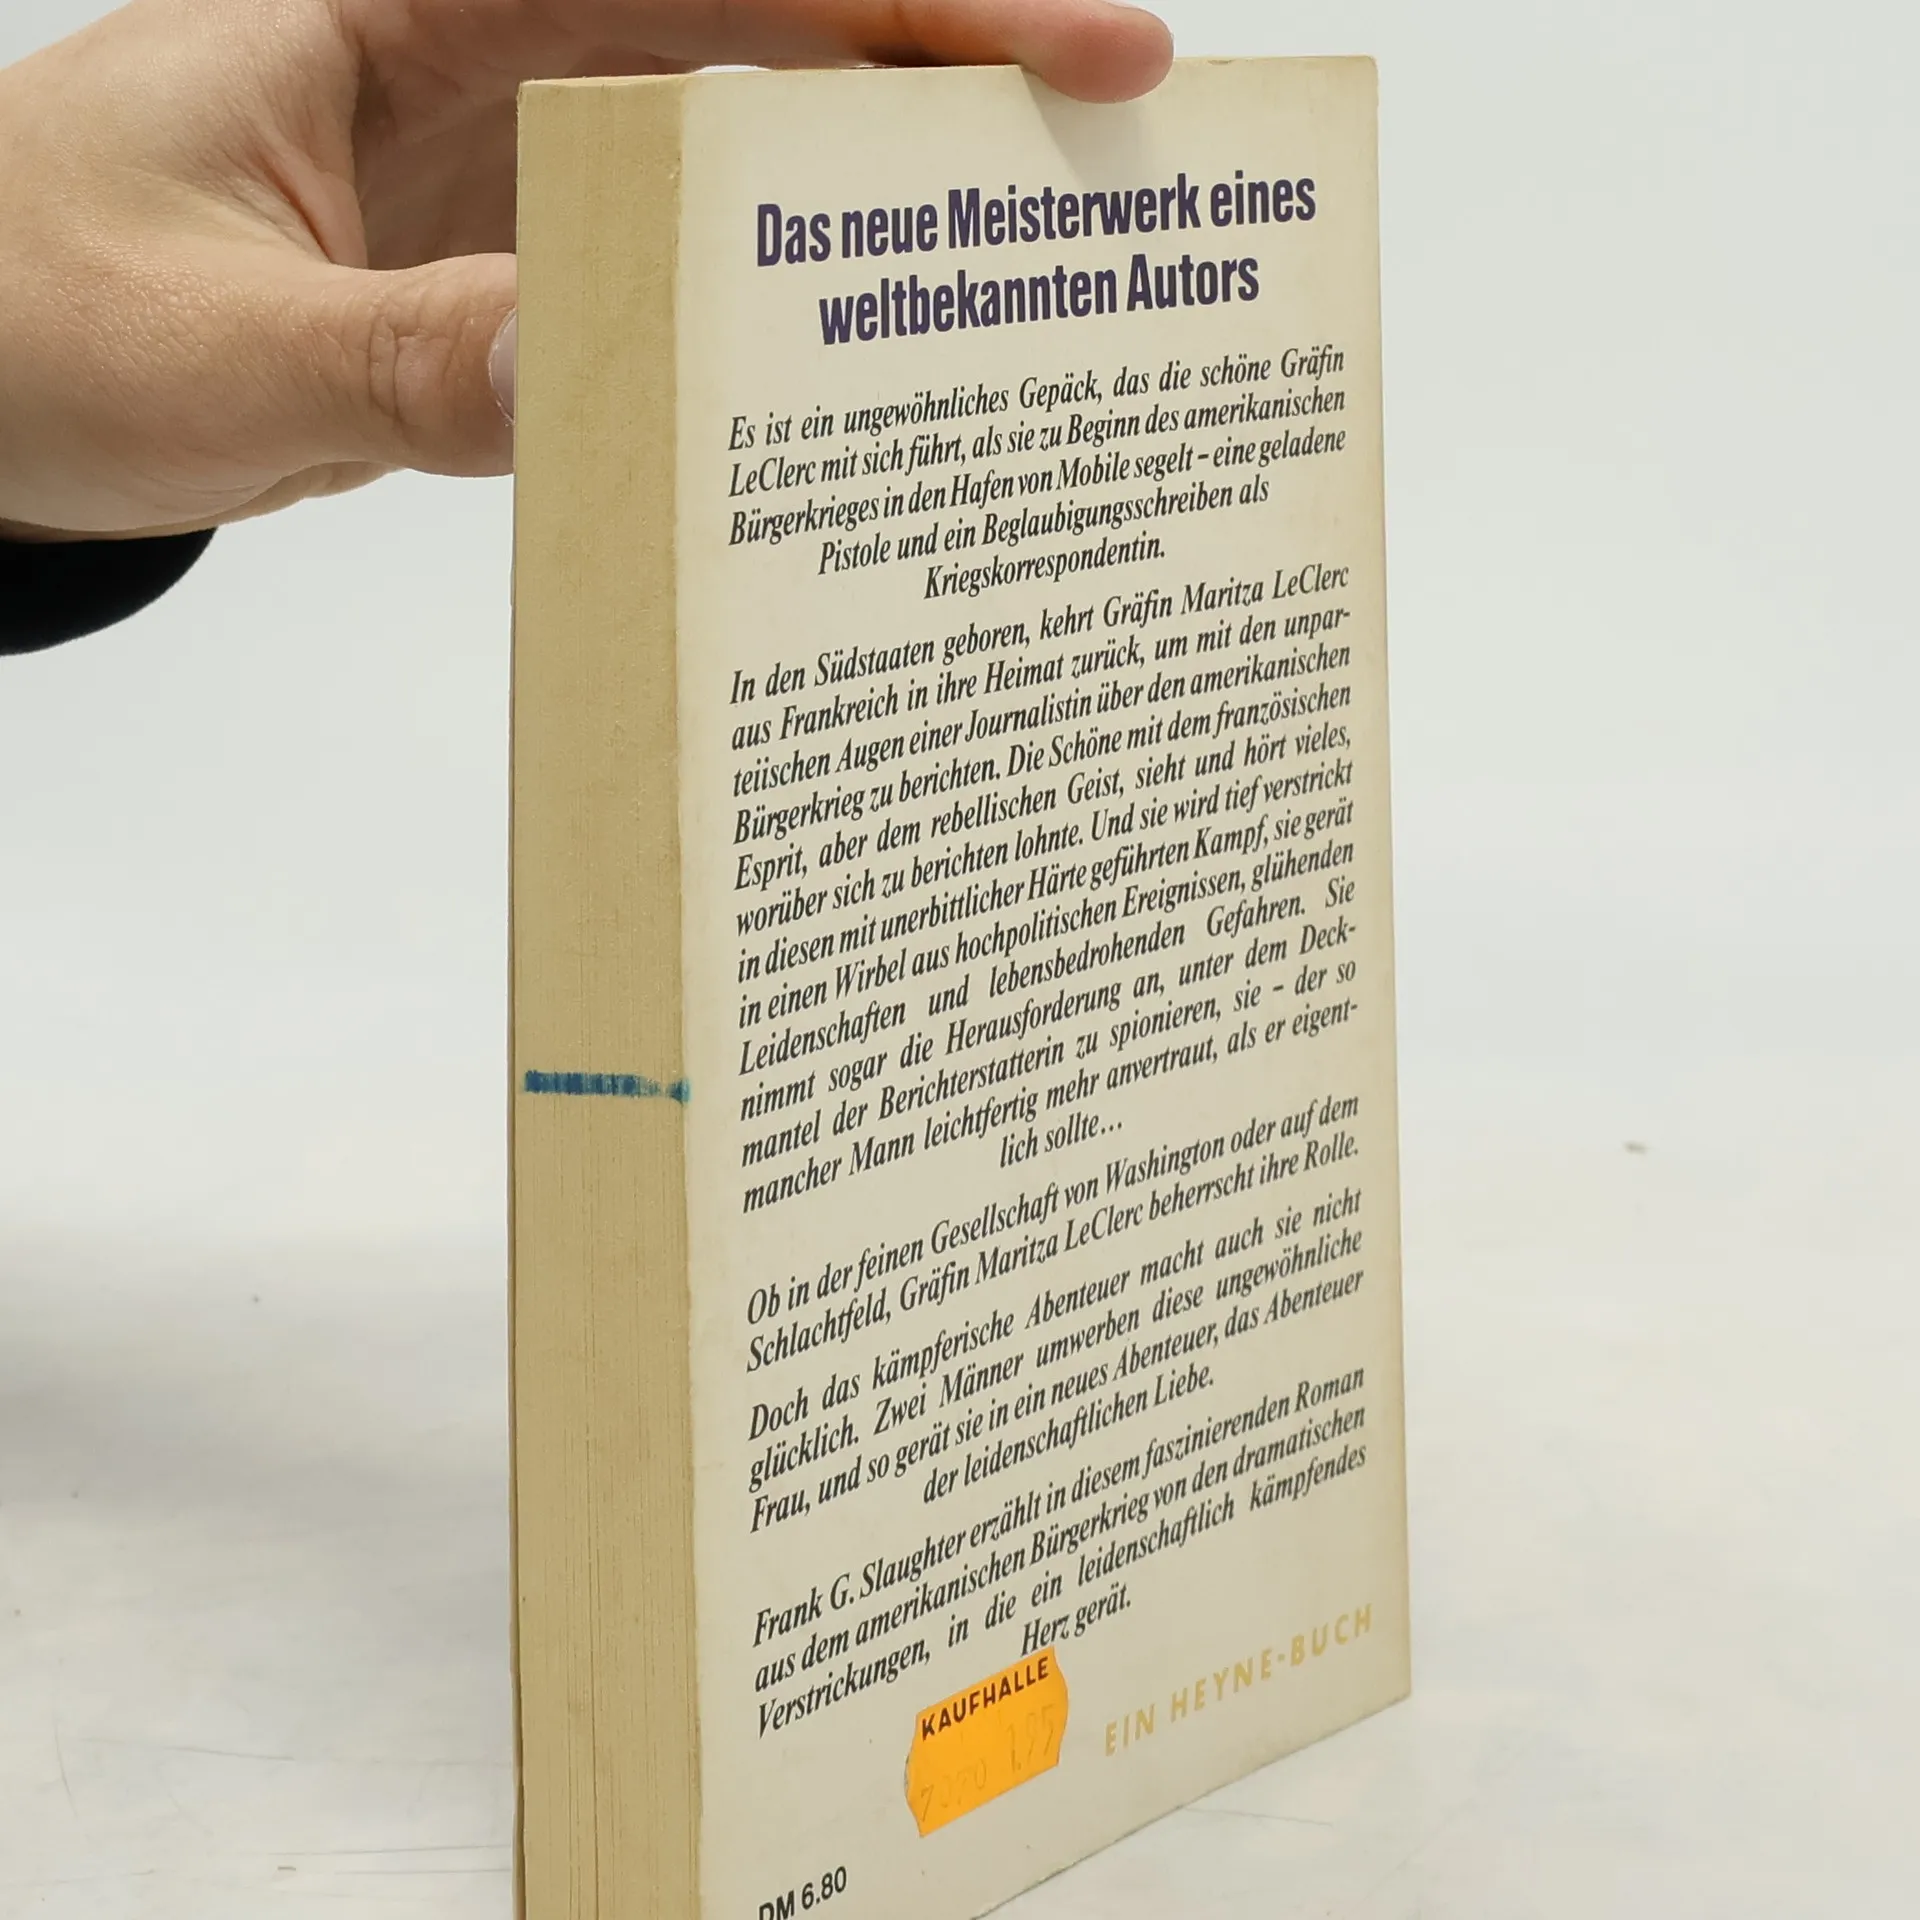 Das neue Meisterwerk eines
weltbekannten Autors
Es ist ein ungewöhnliches Gepäck, das die schöne Gräfin
LeClerc mit sich führt, als sie zu Beginn des amerikanischen
Bürgerkrieges in den Hafen von Mobile segelt – eine geladene
Pistole und ein Beglaubigungsschreiben als
Kriegskorrespondentin.
In den Südstaaten geboren, kehrt Gräfin Maritza LeClerc
aus Frankreich in ihre Heimat zurück, um mit den unpar-
teiischen Augen einer Journalistin über den amerikanischen
Bürgerkrieg zu berichten. Die Schöne mit dem französischen
Esprit, aber dem rebellischen Geist, sieht und hört vieles,
worüber sich zu berichten lohnte. Und sie wird tief verstrickt
in diesen mit unerbittlicher Härte geführten Kampf, sie gerät
in einen Wirbel aus hochpolitischen Ereignissen, glühenden
Leidenschaften und lebensbedrohenden Gefahren. Sie
nimmt sogar die Herausforderung an, unter dem Deck-
mantel der Berichterstatterin zu spionieren, sie – der so
mancher Mann leichtfertig mehr anvertraut, als er eigent-
lich sollte...
Ob in der feinen Gesellschaft von Washington oder auf dem
Schlachtfeld, Gräfin Maritza LeClerc beherrscht ihre Rolle.
Doch das kämpferische Abenteuer macht auch sie nicht
glücklich. Zwei Männer umwerben diese ungewöhnliche
Frau, und so gerät sie in ein neues Abenteuer, das Abenteuer
der leidenschaftlichen Liebe.
Frank G. Slaughter erzählt in diesem faszinierenden Roman
aus dem amerikanischen Bürgerkrieg von den dramatischen
Verstrickungen, in die ein leidenschaftlich kämpfendes
Herz gerät.
KAUFHALLE
7070 1.95
EIN HEYNE-BUCH
DM 6.80